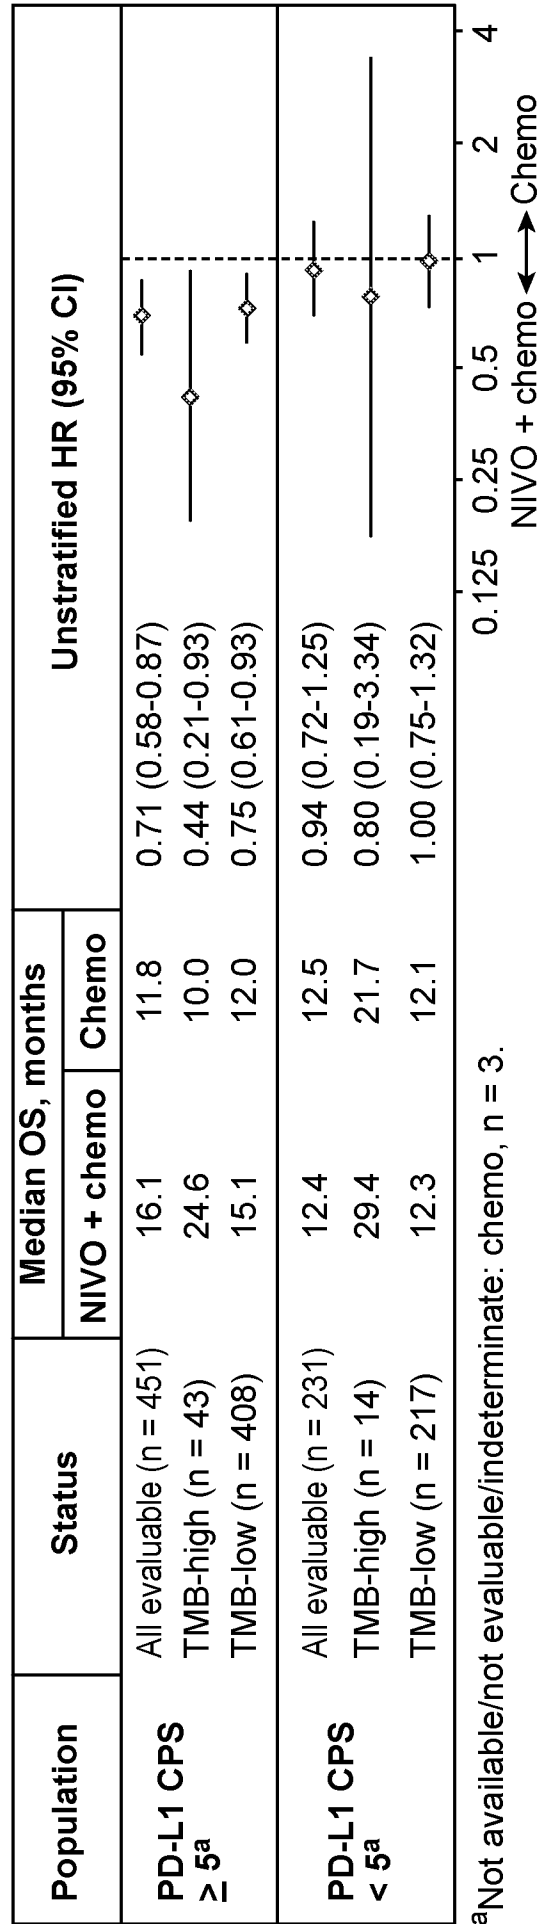 Population Status Median OS, months Unstratified HR (95% CI)
NIVO + chemo Chemo
PD-L1 CPS
≥ 5a
All evaluable (n = 451) 16.1 11.8 0.71 (0.58-0.87)
TMB-high (n = 43) 24.6 10.0 0.44 (0.21-0.93)
TMB-low (n = 408) 15.1 12.0 0.75 (0.61-0.93)
PD-L1 CPS
< 5a
All evaluable (n = 231) 12.4 12.5 0.94 (0.72-1.25)
TMB-high (n = 14) 29.4 21.7 0.80 (0.19-3.34)
TMB-low (n = 217) 12.3 12.1 1.00 (0.75-1.32)
0.125 0.25 0.5 1 2 4
NIVO + chemo ↔ Chemo
aNot available/not evaluable/indeterminate: chemo, n = 3.